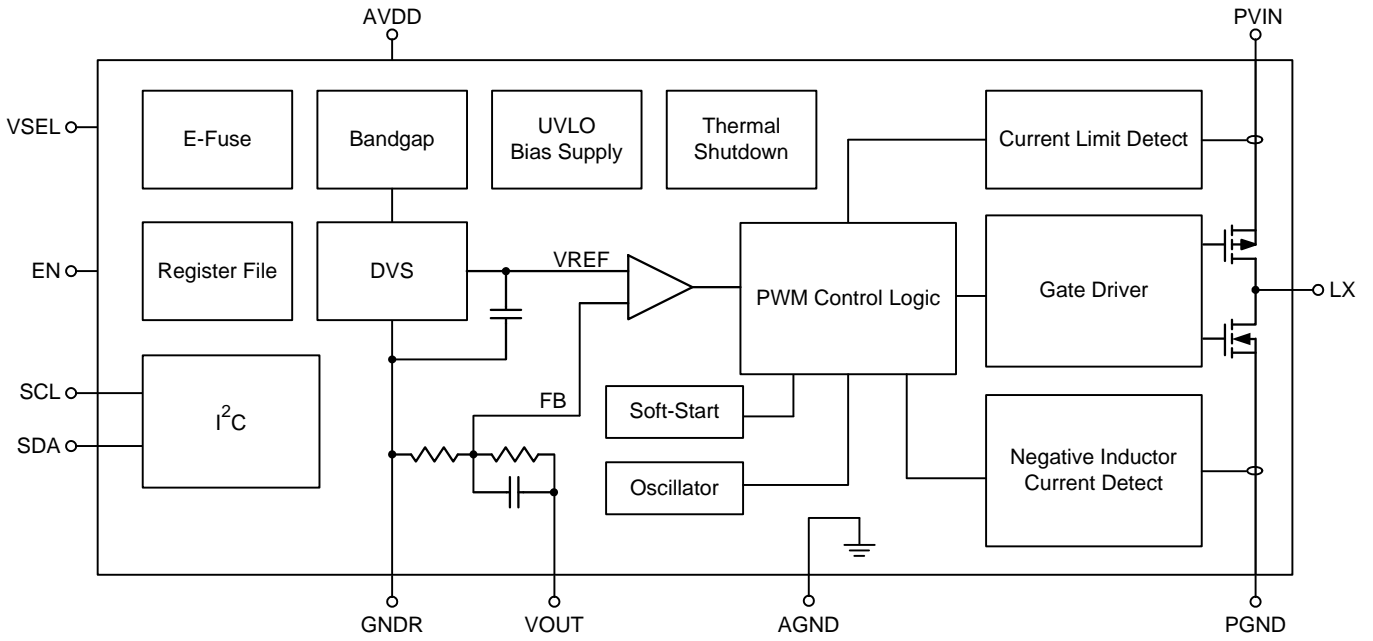 AVDD
PVIN
VSEL
E-Fuse
Bandgap
UVLO
Bias Supply
Thermal
Shutdown
Current Limit Detect
EN
Register File
DVS
VREF
PWM Control Logic
Gate Driver
LX
SCL
SDA
I²C
FB
Soft-Start
Oscillator
Negative Inductor
Current Detect
GNDR
VOUT
AGND
PGND